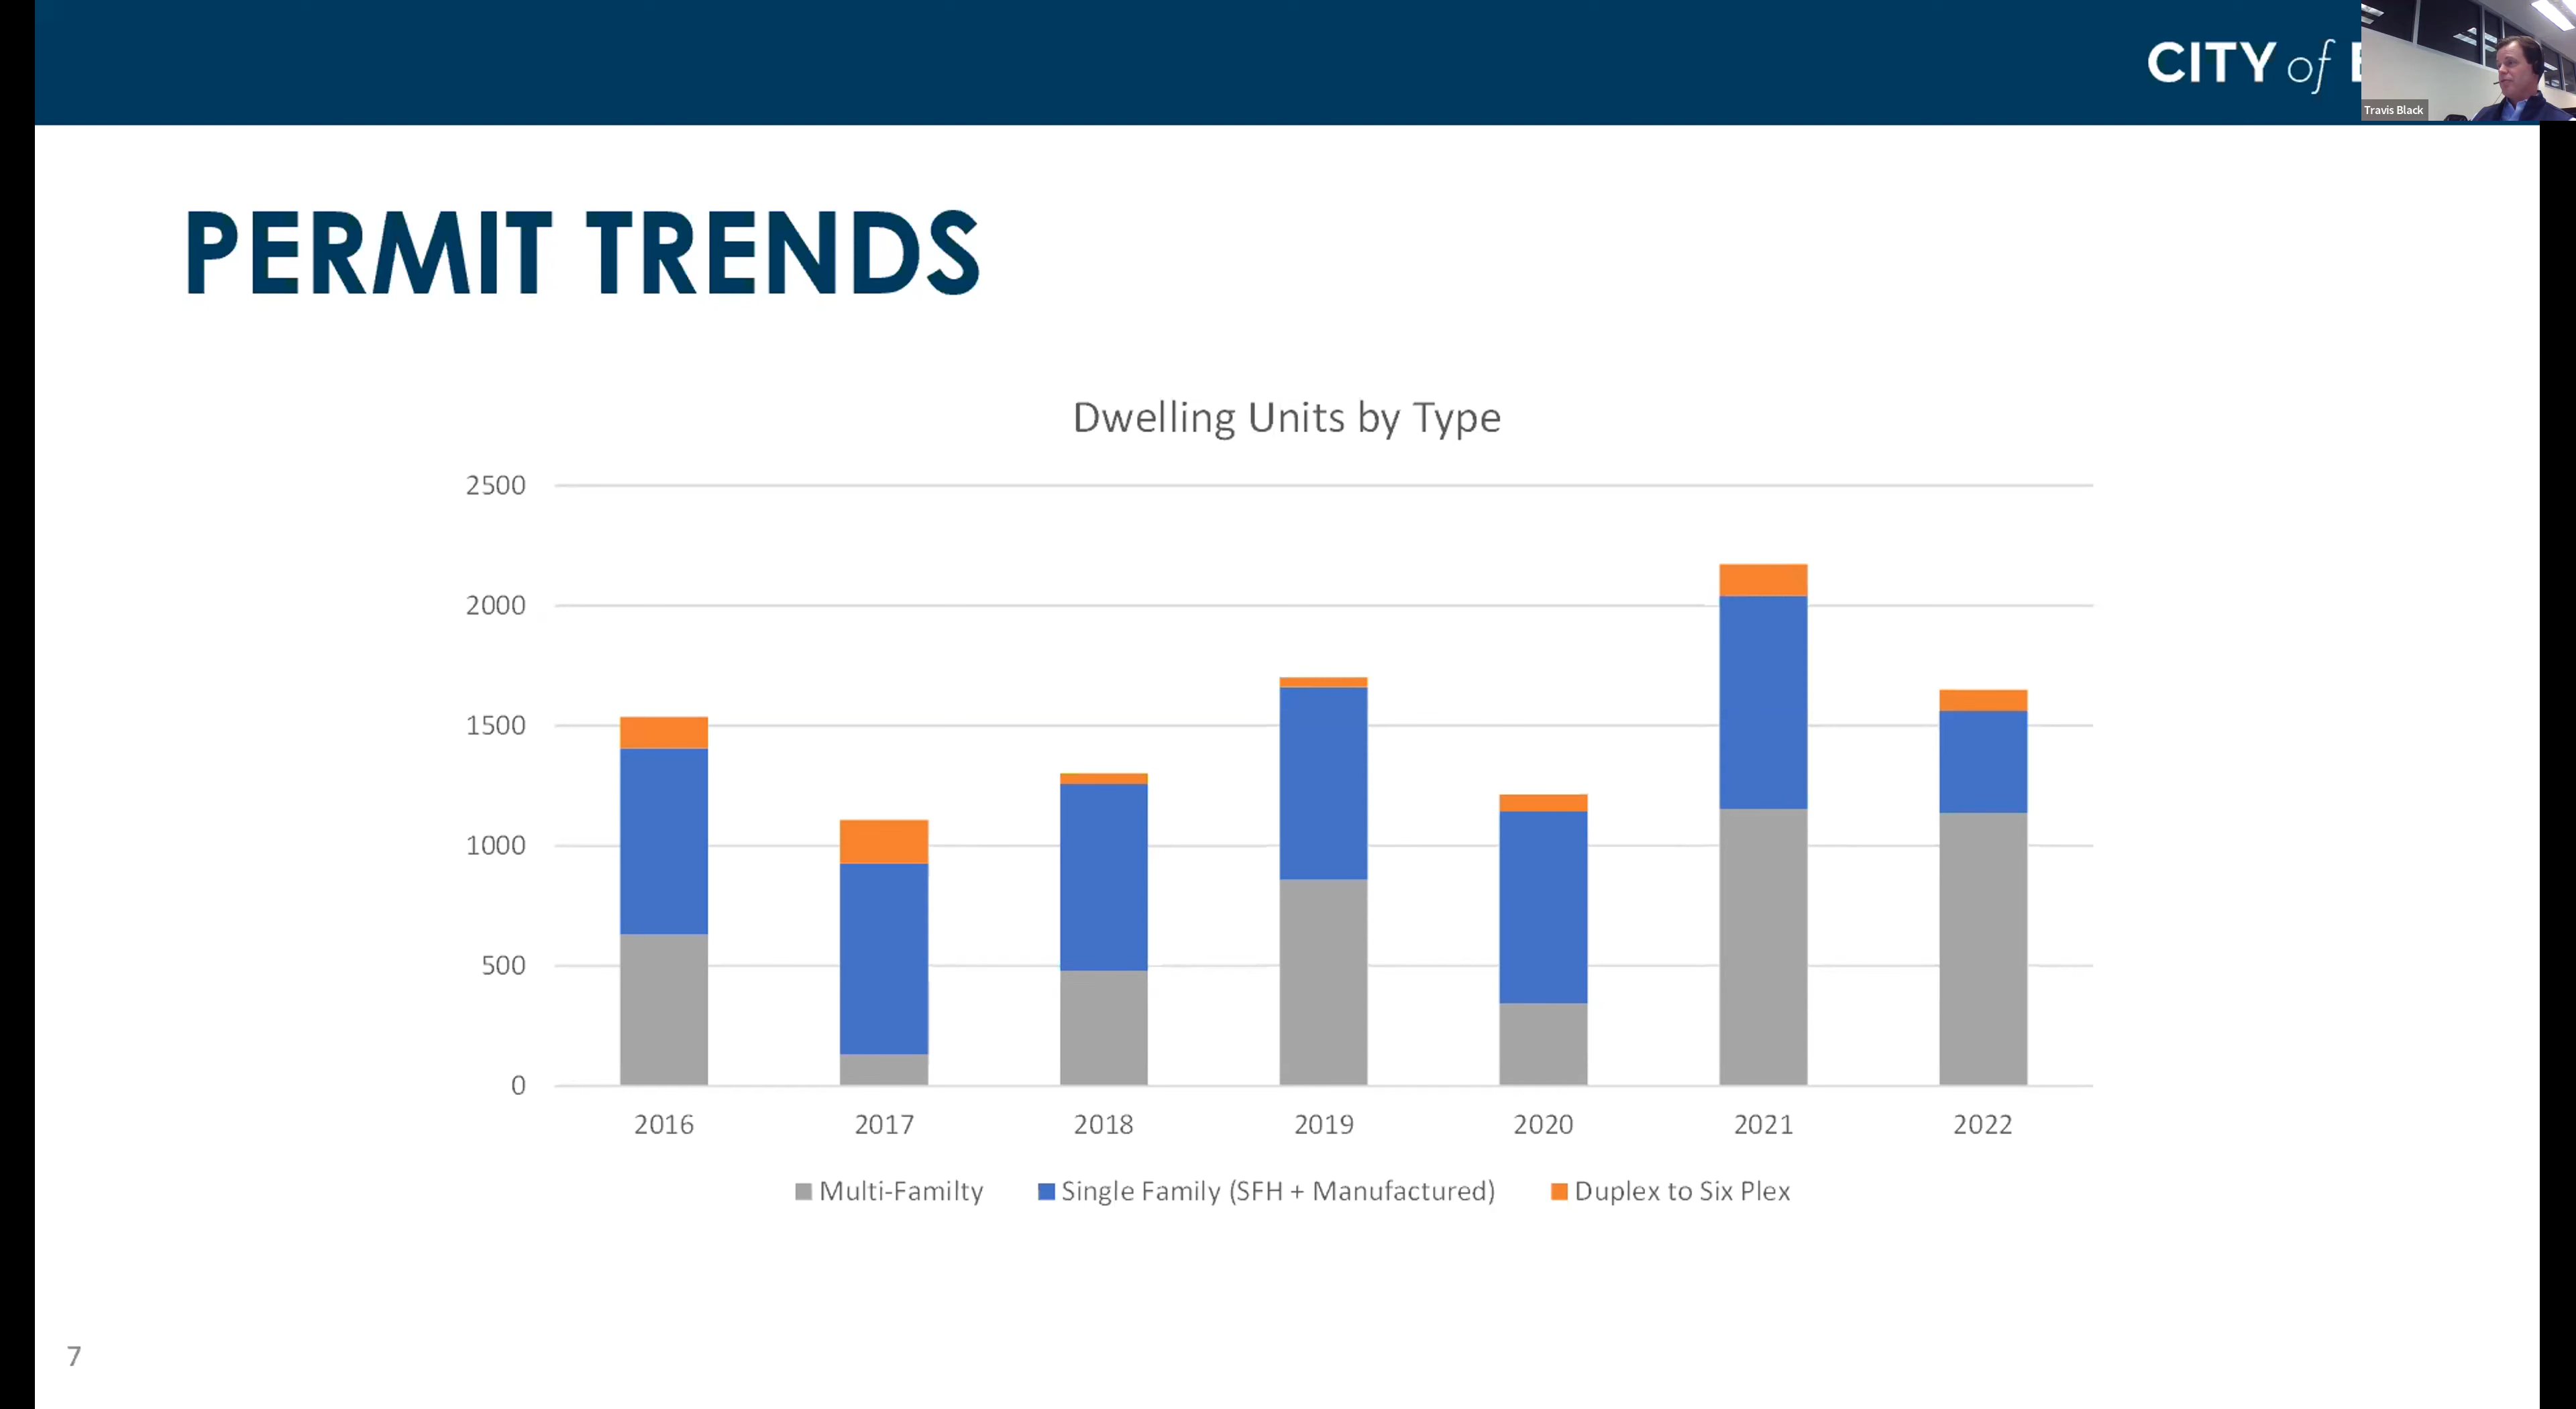 CITY of
Travis Black
PERMIT TRENDS
Dwelling Units by Type
2500
2000
1500
1000
500
0
2016 2017 2018 2019 2020 2021 2022
Multi-Familty Single Family (SFH + Manufactured) Duplex to Six Plex
7